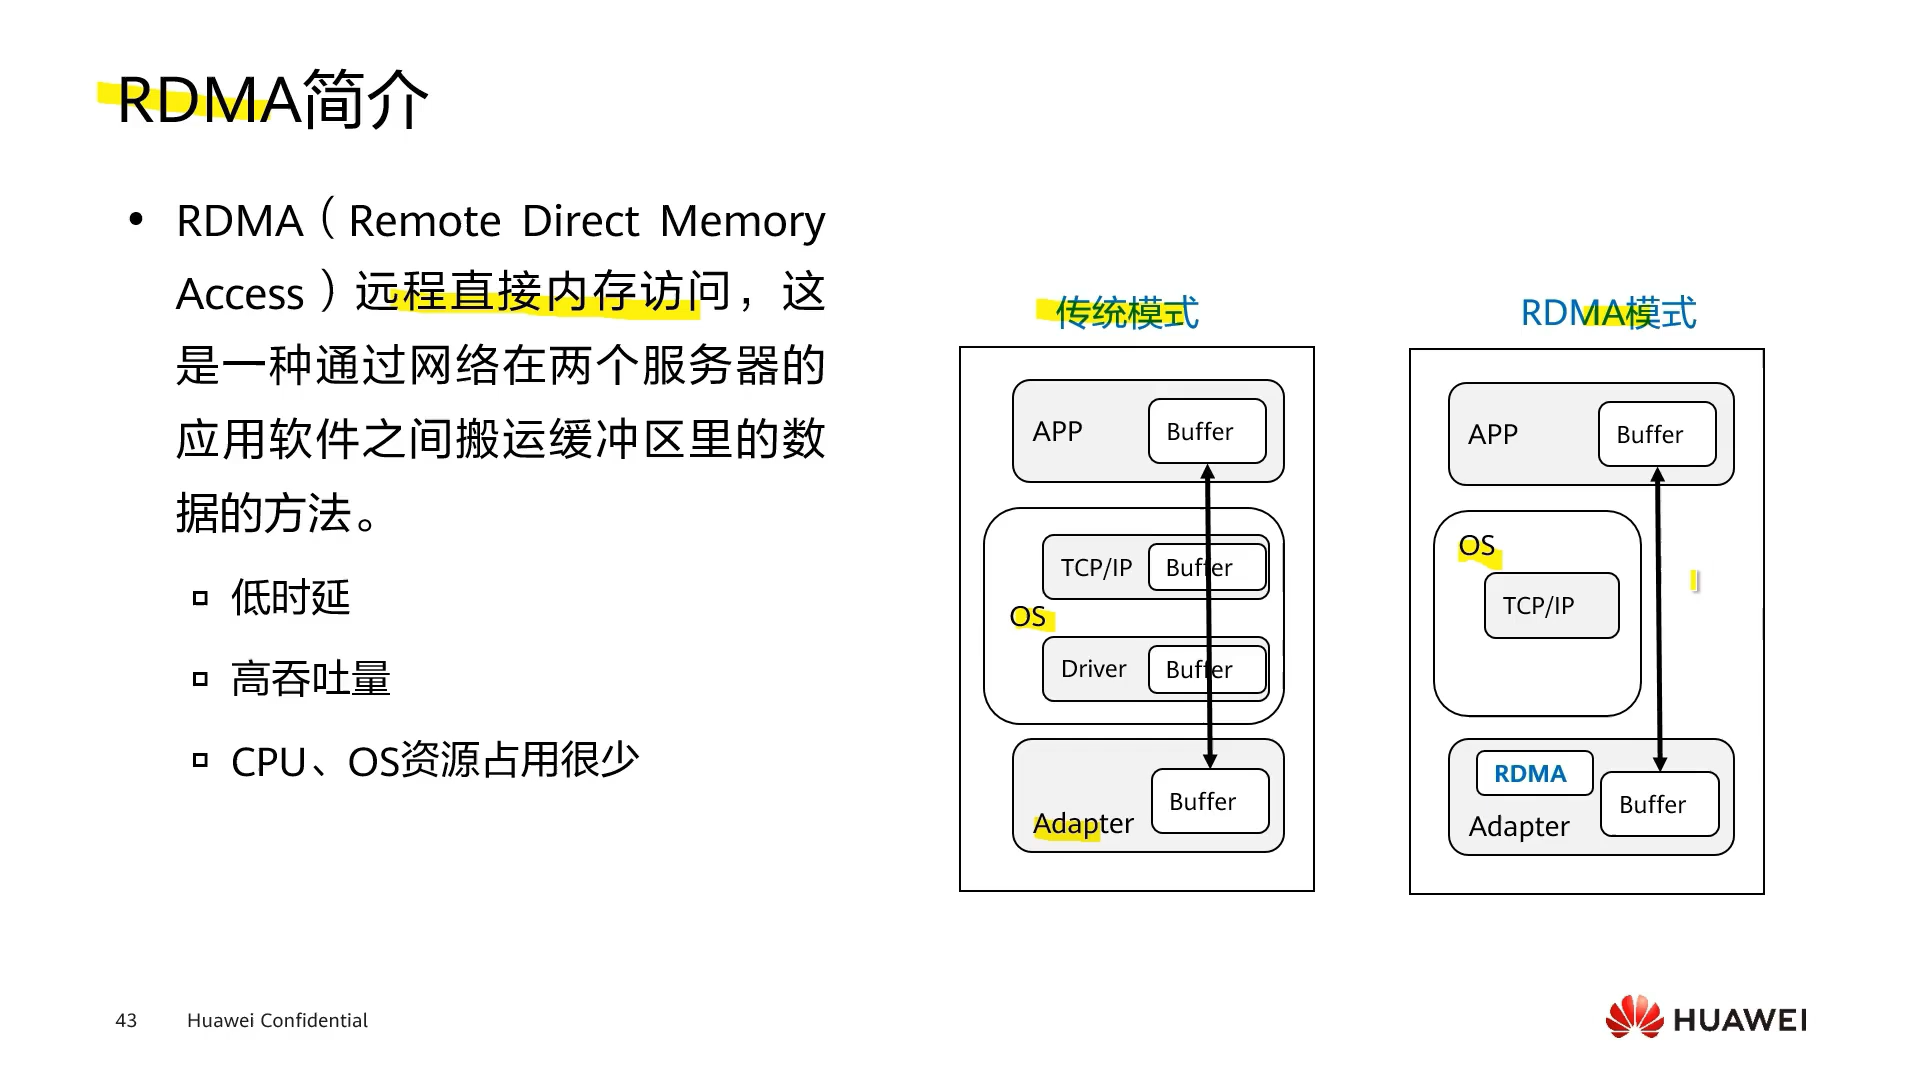 RDMA简介
• RDMA（Remote Direct Memory
Access）远程直接内存访问，这
是一种通过网络在两个服务器的
应用软件之间搬运缓冲区里的数
据的方法。
低时延
高吞吐量
CPU、OS资源占用很少
传统模式
APP
Buffer
TCP/IP
Buffer
OS
Driver
Buffer
Adapter
Buffer
RDMA模式
APP
Buffer
OS
TCP/IP
RDMA
Adapter
Buffer
43
Huawei Confidential
HUAWEI